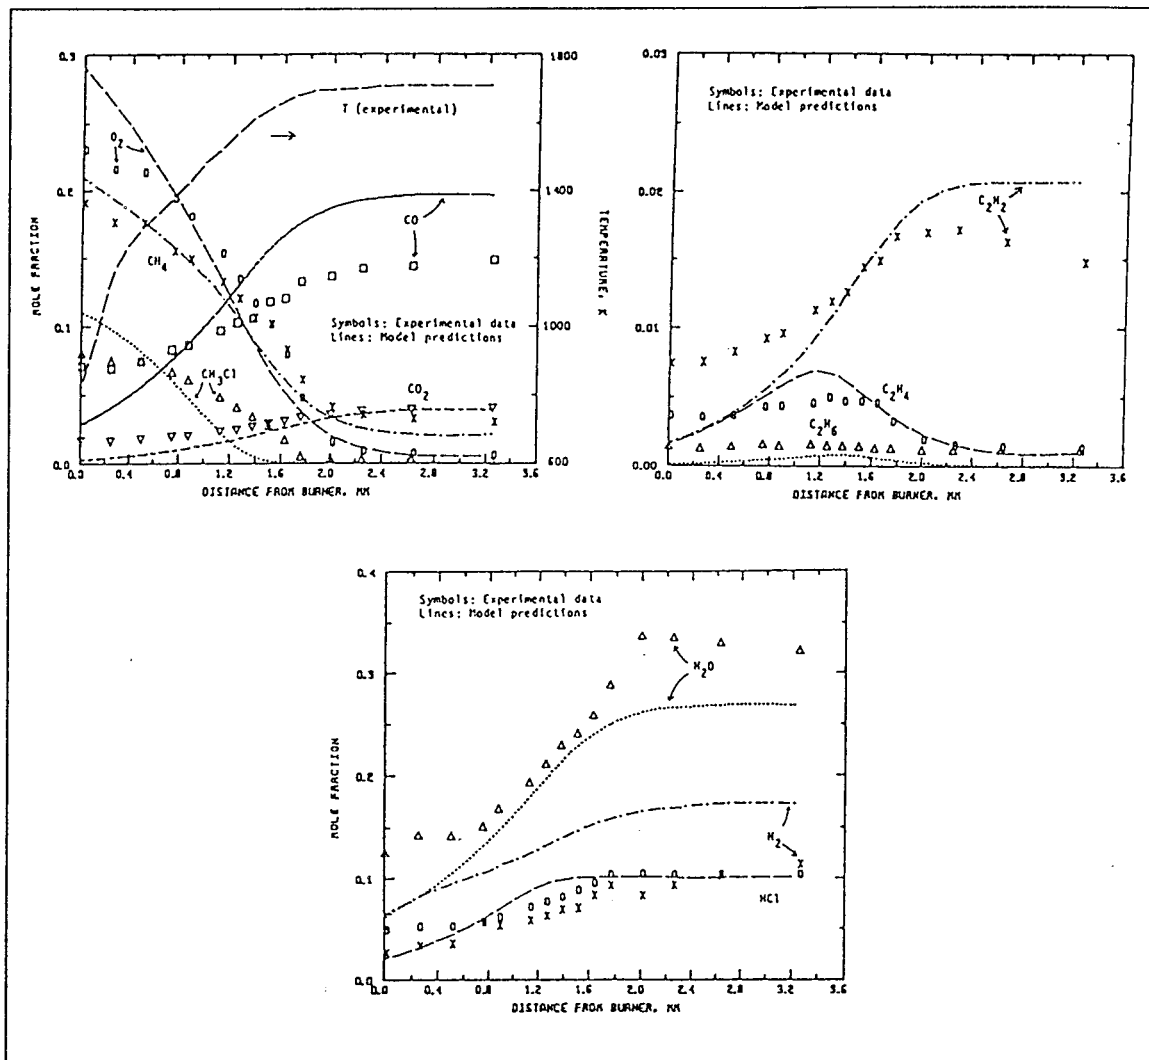 0.3
0.2
0.1
0.0
MOLE FRACTION
0.0 0.4 0.8 1.2 1.6 2.0 2.4 2.8 3.2 3.6
DISTANCE FROM BURNER, MM
1800
1400
1000
600
TEMPERARTURE, K
T (experimental)
O2
CH4
CO
Symbols: Experimental data
Lines: Model predictions
CH3Cl
CO2
0.03
0.02
0.01
0.00
0.0 0.4 0.8 1.2 1.6 2.0 2.4 2.8 3.2 3.6
DISTANCE FROM BURNER, MM
Symbols: Experimental data
Lines: Model predictions
C2H2
C2H4
C2H6
0.4
0.3
0.2
0.1
0.0
MOLE FRACTION
0.0 0.4 0.8 1.2 1.6 2.0 2.4 2.8 3.2 3.6
DISTANCE FROM BURNER, MM
Symbols: Experimental data
Lines: Model predictions
H2O
H2
HCl